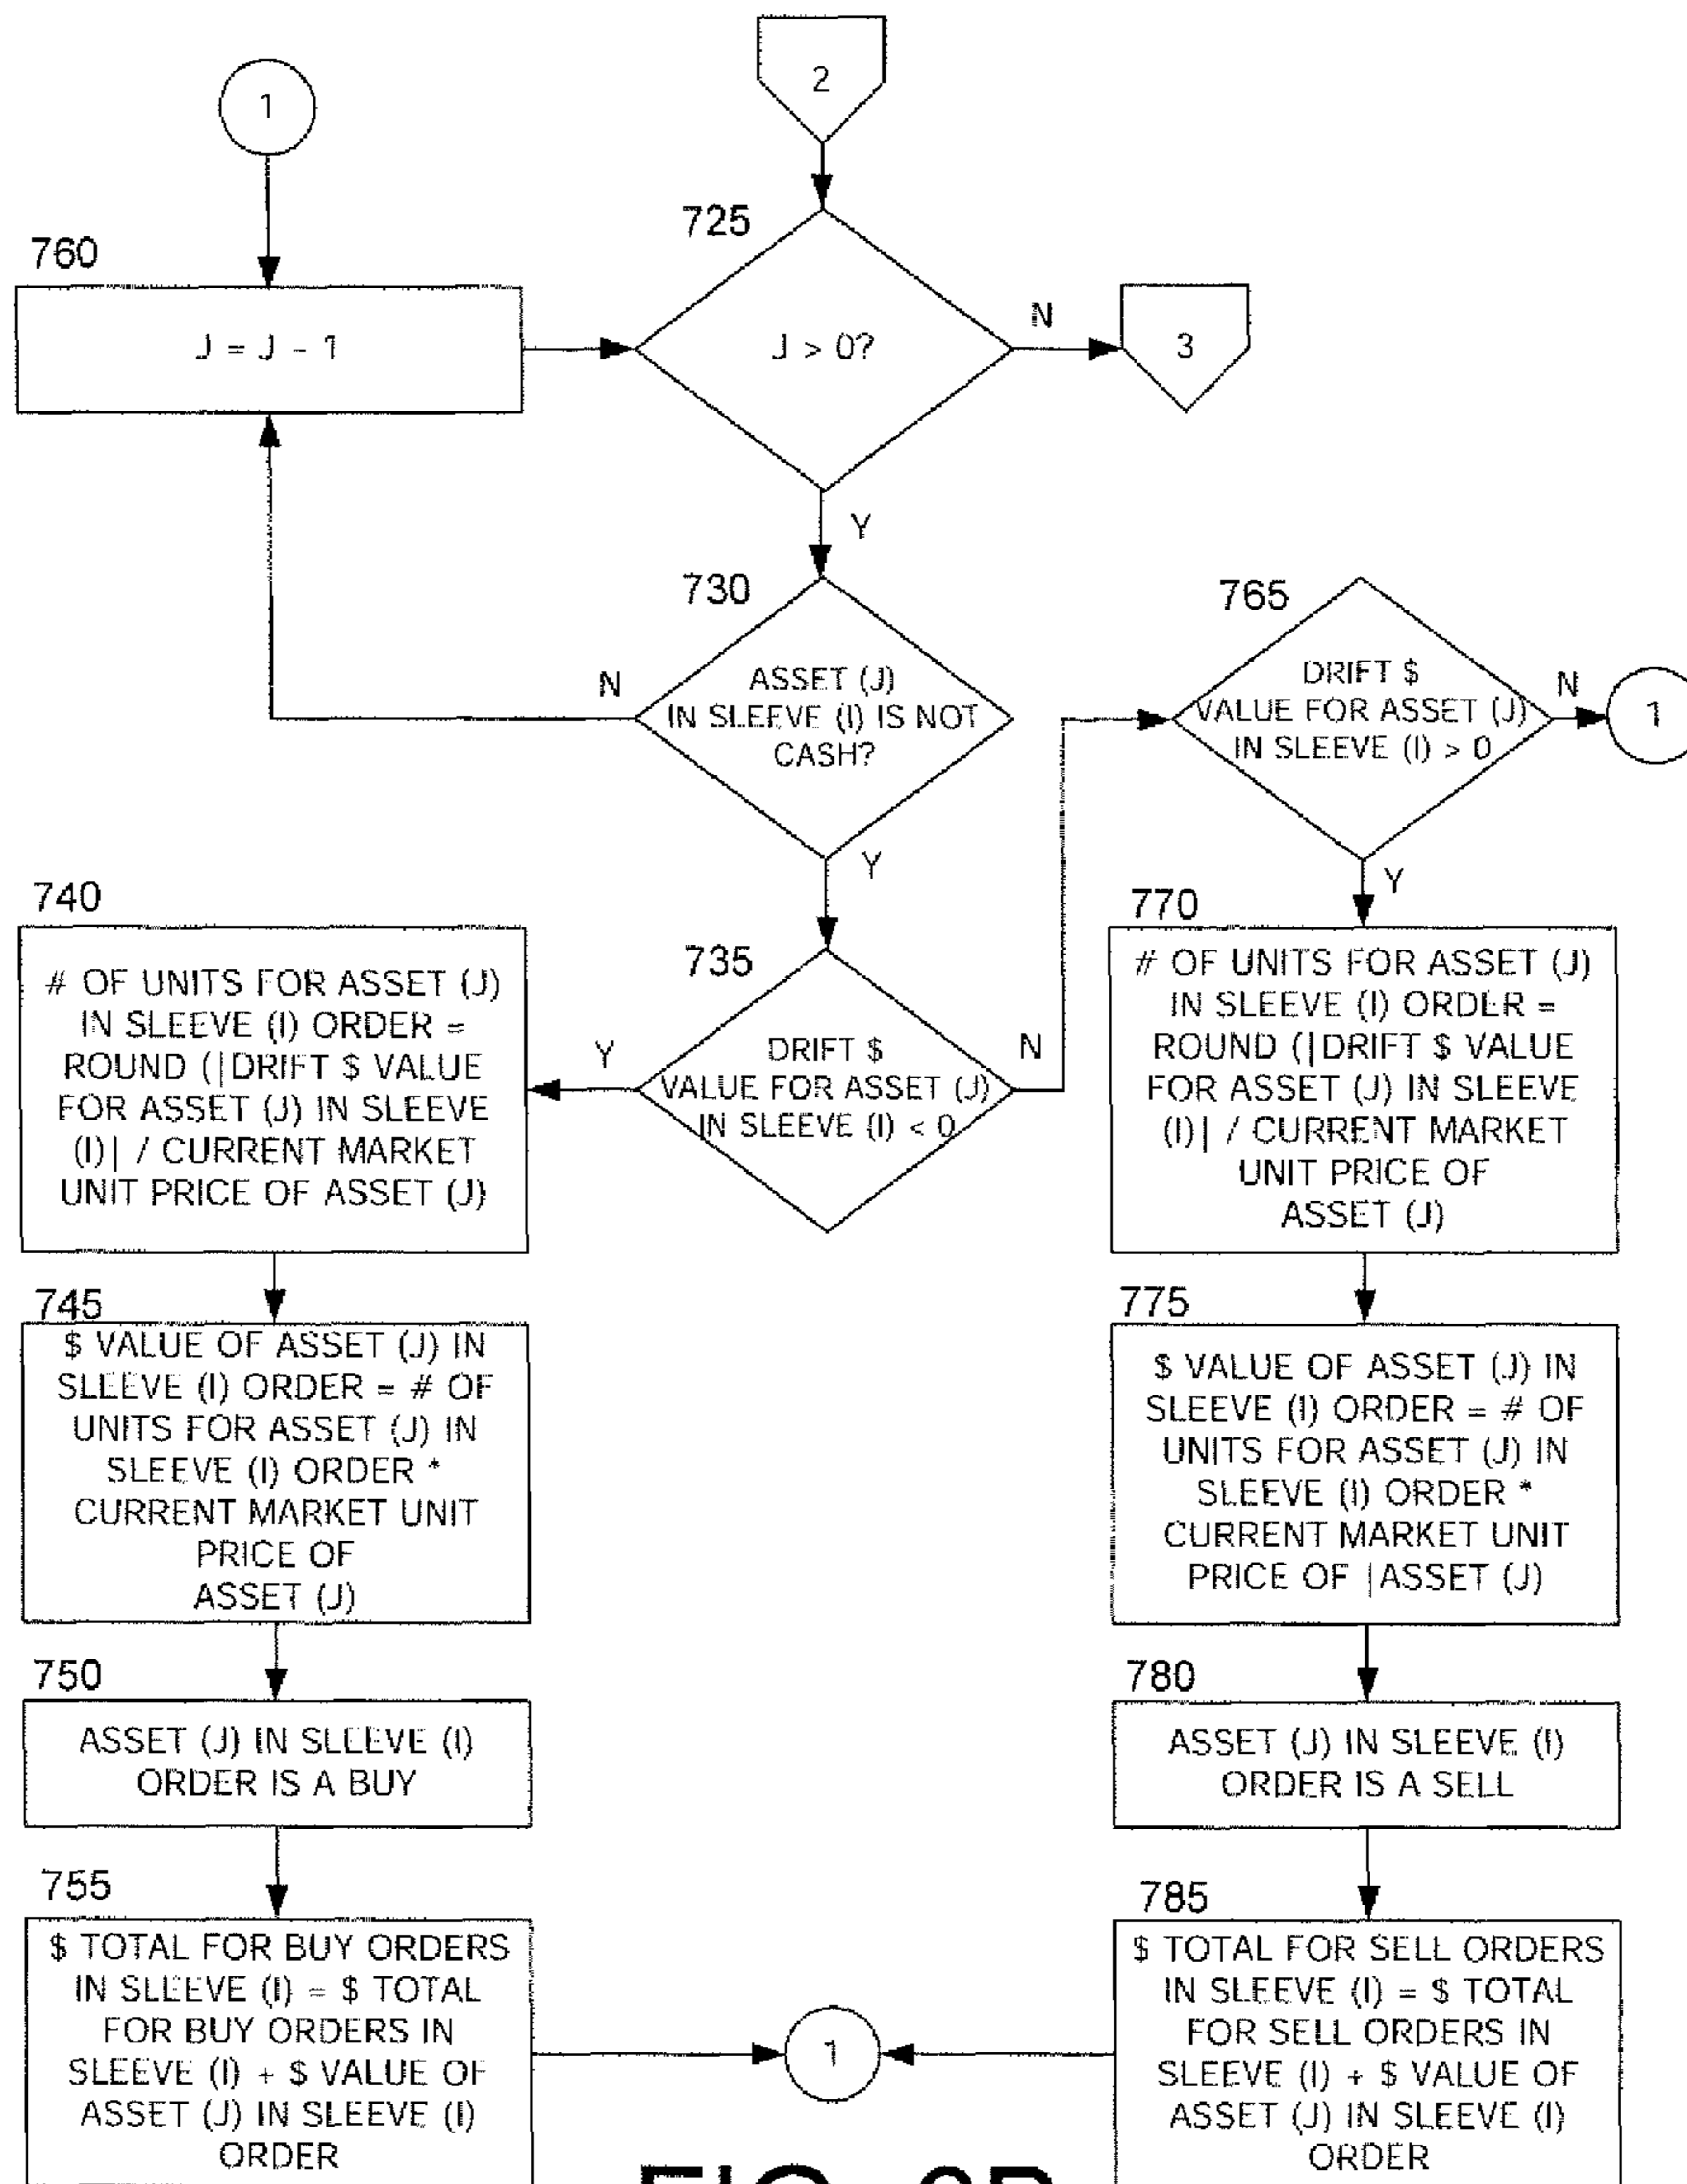 1
2
760
J = J - 1
725
J > 0?
N
3
Y
730
ASSET (J)
IN SLEEVE (I) IS NOT
CASH?
N
Y
765
DRIFT $
VALUE FOR ASSET (J)
IN SLEEVE (I) > 0
N
1
Y
735
DRIFT $
VALUE FOR ASSET (J)
IN SLEEVE (I) < 0
Y
N
740
# OF UNITS FOR ASSET (J)
IN SLEEVE (I) ORDER =
ROUND (|DRIFT $ VALUE
FOR ASSET (J) IN SLEEVE
(I)| / CURRENT MARKET
UNIT PRICE OF ASSET (J)
745
$ VALUE OF ASSET (J) IN
SLEEVE (I) ORDER = # OF
UNITS FOR ASSET (J) IN
SLEEVE (I) ORDER *
CURRENT MARKET UNIT
PRICE OF
ASSET (J)
750
ASSET (J) IN SLEEVE (I)
ORDER IS A BUY
755
$ TOTAL FOR BUY ORDERS
IN SLEEVE (I) = $ TOTAL
FOR BUY ORDERS IN
SLEEVE (I) + $ VALUE OF
ASSET (J) IN SLEEVE (I)
ORDER
1
770
# OF UNITS FOR ASSET (J)
IN SLEEVE (I) ORDER =
ROUND (|DRIFT $ VALUE
FOR ASSET (J) IN SLEEVE
(I)| / CURRENT MARKET
UNIT PRICE OF
ASSET (J)
775
$ VALUE OF ASSET (J) IN
SLEEVE (I) ORDER = # OF
UNITS FOR ASSET (J) IN
SLEEVE (I) ORDER *
CURRENT MARKET UNIT
PRICE OF |ASSET (J)
780
ASSET (J) IN SLEEVE (I)
ORDER IS A SELL
785
$ TOTAL FOR SELL ORDERS
IN SLEEVE (I) = $ TOTAL
FOR SELL ORDERS IN
SLEEVE (I) + $ VALUE OF
ASSET (J) IN SLEEVE (I)
ORDER